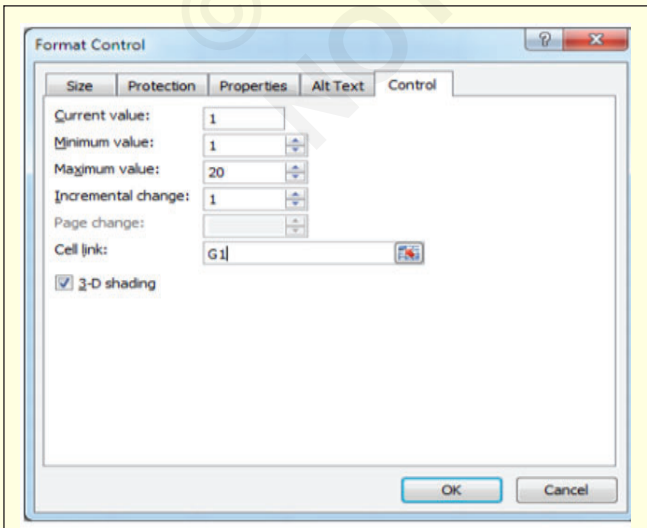 Format Control
Size Protection Properties Alt Text Control
Current value: 1
Minimum value: 1
Maximum value: 20
Incremental change: 1
Page change:
Cell link: G1
3-D shading
OK Cancel